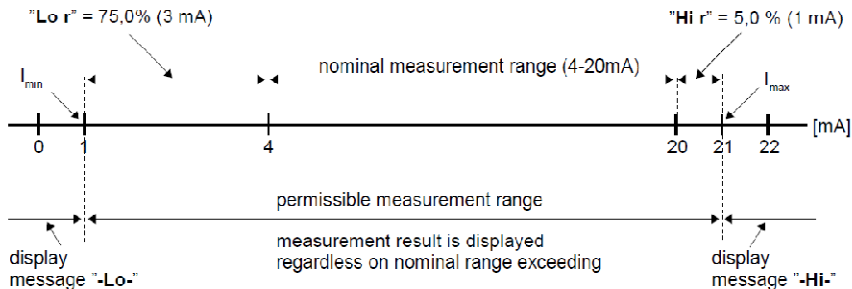 "Lo r" = 75,0% (3 mA)
"Hi r" = 5,0 % (1 mA)
nominal measurement range (4-20mA)
Imin
Imax
[mA]
0 1 4 20 21 22
permissible measurement range
measurement result is displayed
regardless on nominal range exceeding
display
message "-Lo-"
display
message "-Hi-"